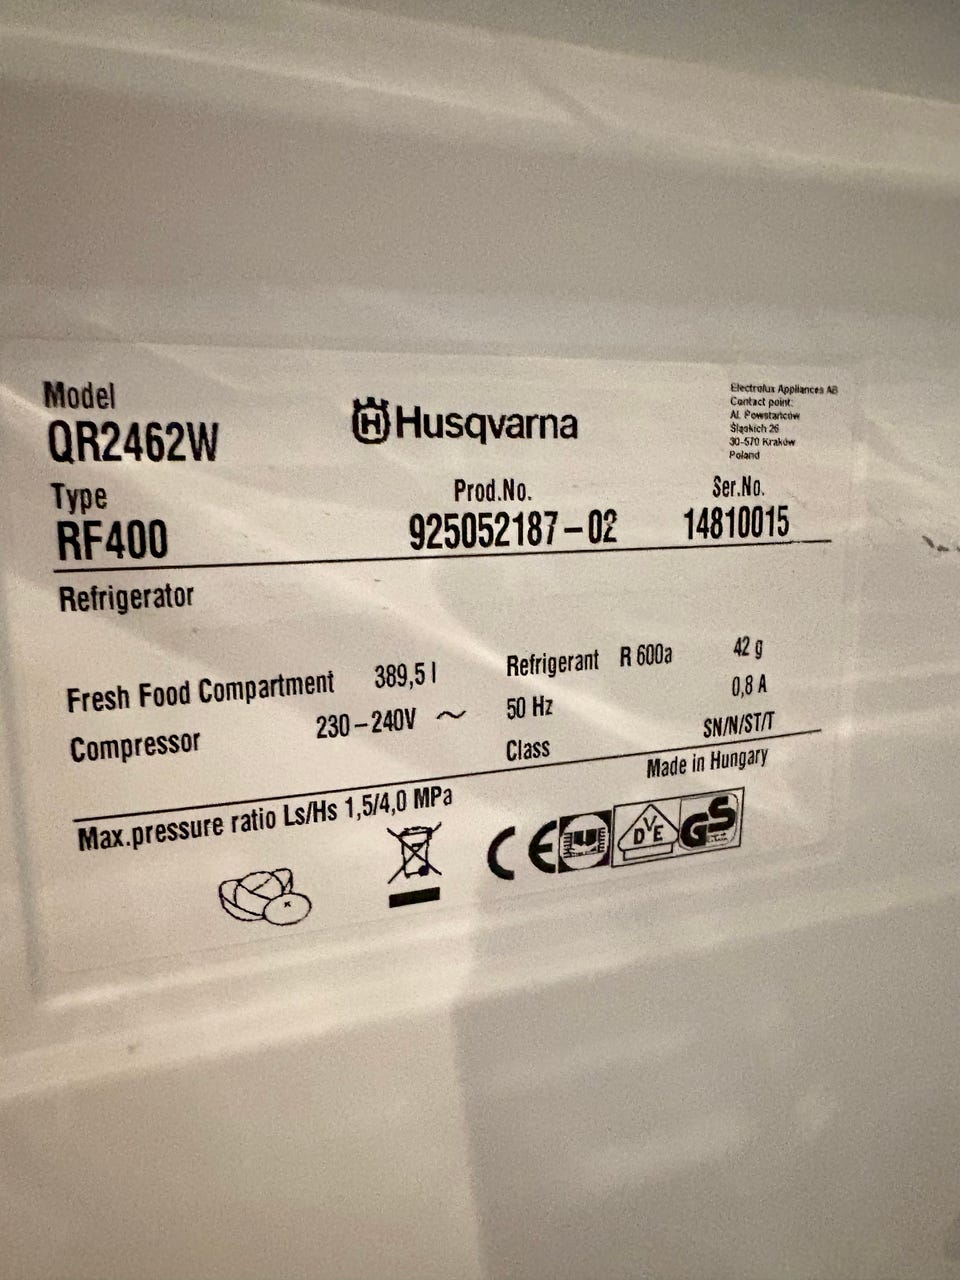 Model
QR2462W
Husqvarna
Electrolux Appliances AB
Contact point:
Al. Powstańców
Śląskich 26
30-570 Kraków
Poland
Type
RF400
Prod.No.
925052187-02
Ser.No.
14810015
Refrigerator
Fresh Food Compartment 389,5 l
Refrigerant R 600a 42 g
Compressor 230-240V ~
50 Hz 0,8 A
Class SN/N/ST/T
Max.pressure ratio Ls/Hs 1,5/4,0 MPa
Made in Hungary
CE
DVE
GS